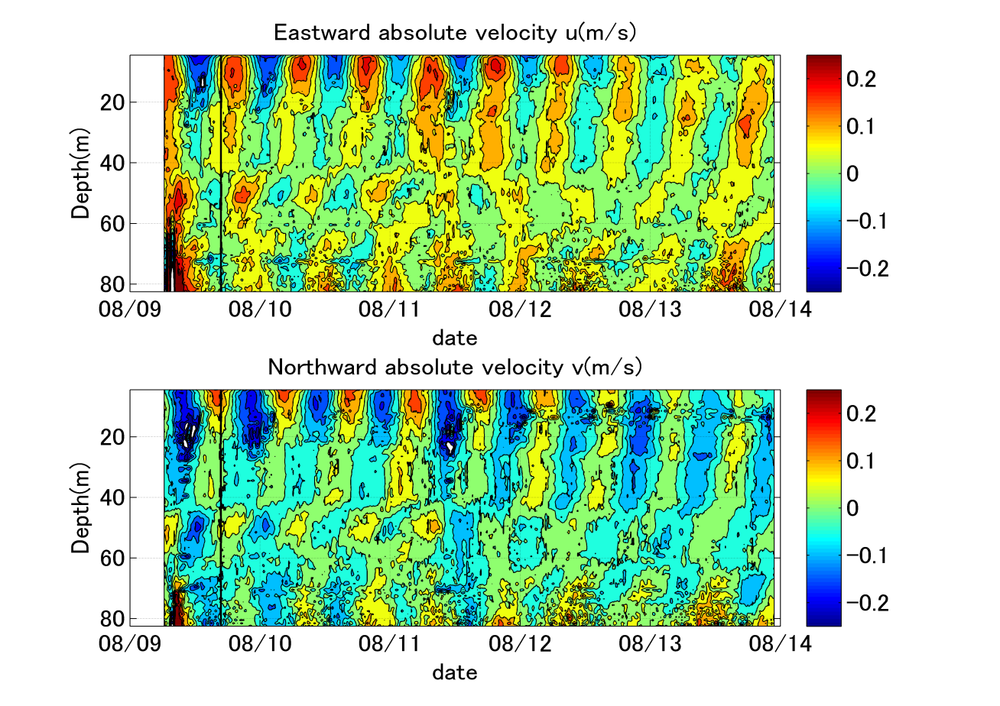 Eastward absolute velocity u(m/s)
20
40
60
80
Depth(m)
08/09 08/10 08/11 08/12 08/13 08/14
date
0.2
0.1
0
−0.1
−0.2
Northward absolute velocity v(m/s)
20
40
60
80
Depth(m)
08/09 08/10 08/11 08/12 08/13 08/14
date
0.2
0.1
0
−0.1
−0.2